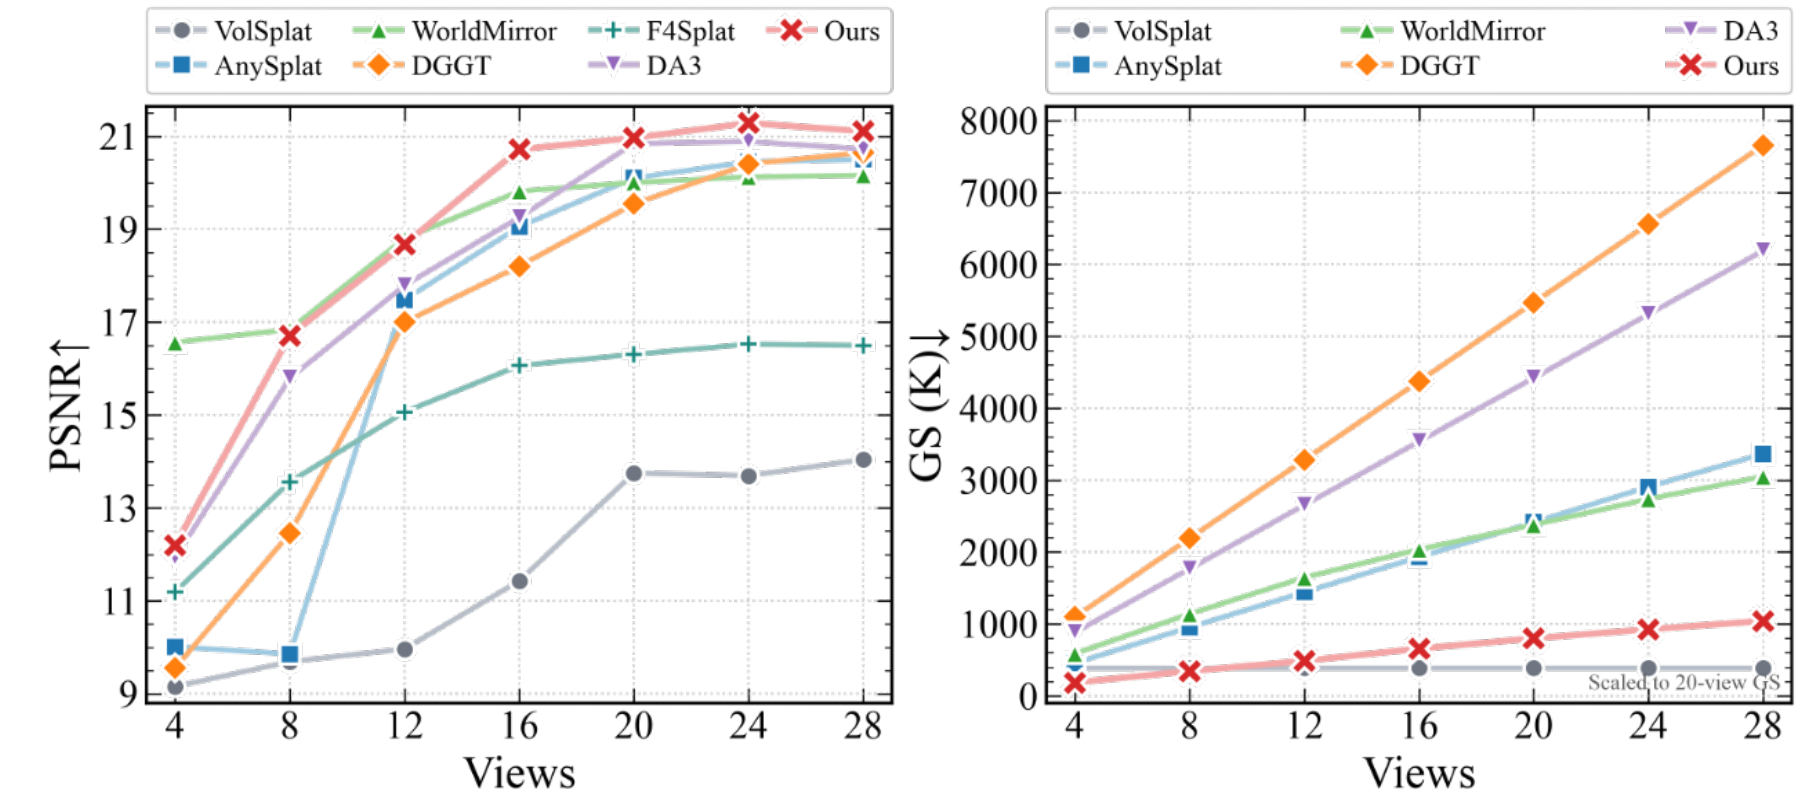 VolSplat WorldMirror F4Splat Ours
AnySplat DGGT DA3
21
19
17
15
13
11
9
PSNR↑
4 8 12 16 20 24 28
Views
VolSplat WorldMirror DA3
AnySplat DGGT Ours
8000
7000
6000
5000
4000
3000
2000
1000
0
GS (K)↓
Scaled to 20-view GS
4 8 12 16 20 24 28
Views